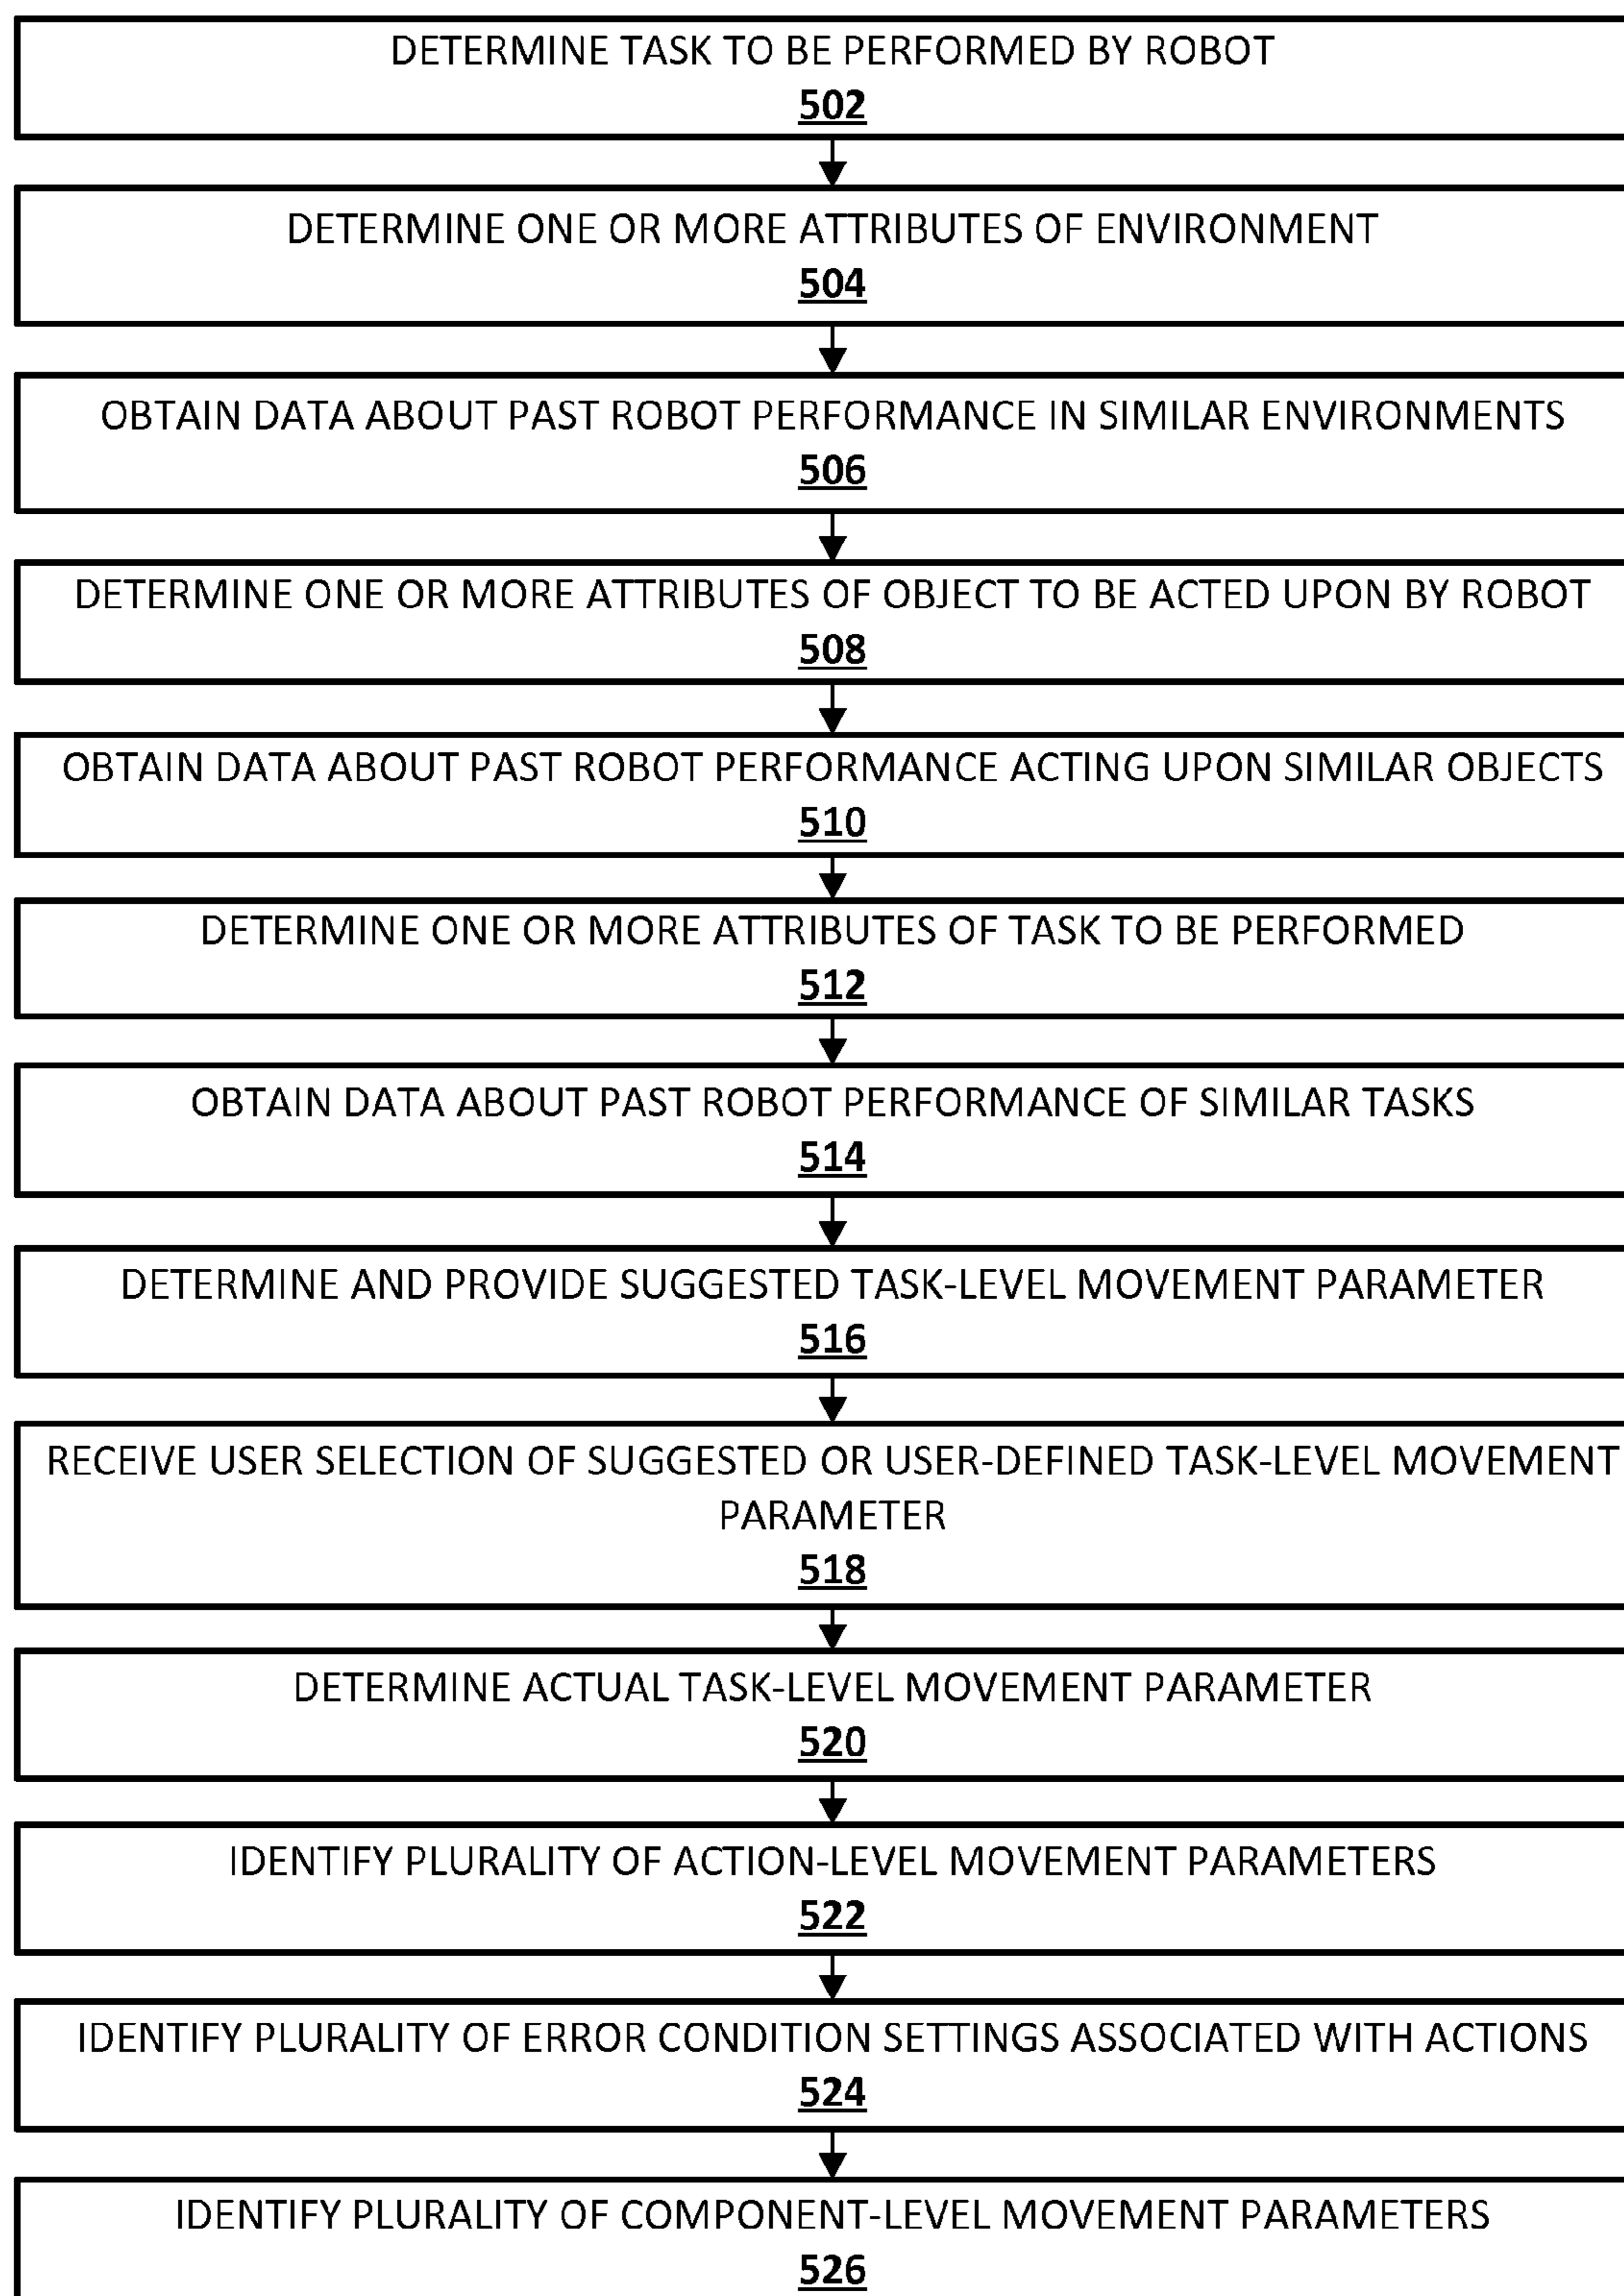 DETERMINE TASK TO BE PERFORMED BY ROBOT
502
DETERMINE ONE OR MORE ATTRIBUTES OF ENVIRONMENT
504
OBTAIN DATA ABOUT PAST ROBOT PERFORMANCE IN SIMILAR ENVIRONMENTS
506
DETERMINE ONE OR MORE ATTRIBUTES OF OBJECT TO BE ACTED UPON BY ROBOT
508
OBTAIN DATA ABOUT PAST ROBOT PERFORMANCE ACTING UPON SIMILAR OBJECTS
510
DETERMINE ONE OR MORE ATTRIBUTES OF TASK TO BE PERFORMED
512
OBTAIN DATA ABOUT PAST ROBOT PERFORMANCE OF SIMILAR TASKS
514
DETERMINE AND PROVIDE SUGGESTED TASK-LEVEL MOVEMENT PARAMETER
516
RECEIVE USER SELECTION OF SUGGESTED OR USER-DEFINED TASK-LEVEL MOVEMENT
PARAMETER
518
DETERMINE ACTUAL TASK-LEVEL MOVEMENT PARAMETER
520
IDENTIFY PLURALITY OF ACTION-LEVEL MOVEMENT PARAMETERS
522
IDENTIFY PLURALITY OF ERROR CONDITION SETTINGS ASSOCIATED WITH ACTIONS
524
IDENTIFY PLURALITY OF COMPONENT-LEVEL MOVEMENT PARAMETERS
526